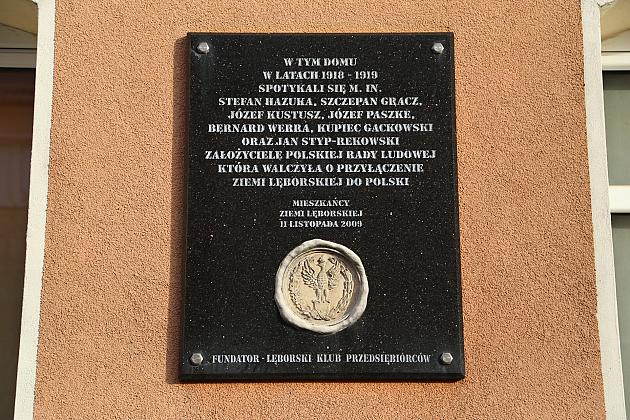 W TYM DOMU
W LATACH 1918 - 1919
SPOTYKALI SIĘ M. IN.
STEFAN HAZUKA, SZCZEPAN GRĄCZ,
JÓZEF KUSTUSZ, JÓZEF PASZKE,
BERNARD WERRA, KUPIEC GACKOWSKI
ORAZ JAN STYP-REKOWSKI
ZAŁOŻYCIELE POLSKIEJ RADY LUDOWEJ
KTÓRA WALCZYŁA O PRZYŁĄCZENIE
ZIEMI LĘBORSKIEJ DO POLSKI
MIESZKAŃCY
ZIEMI LĘBORSKIEJ
11 LISTOPADA 2009
FUNDATOR - LĘBORSKI KLUB PRZEDSIĘBIORCÓW